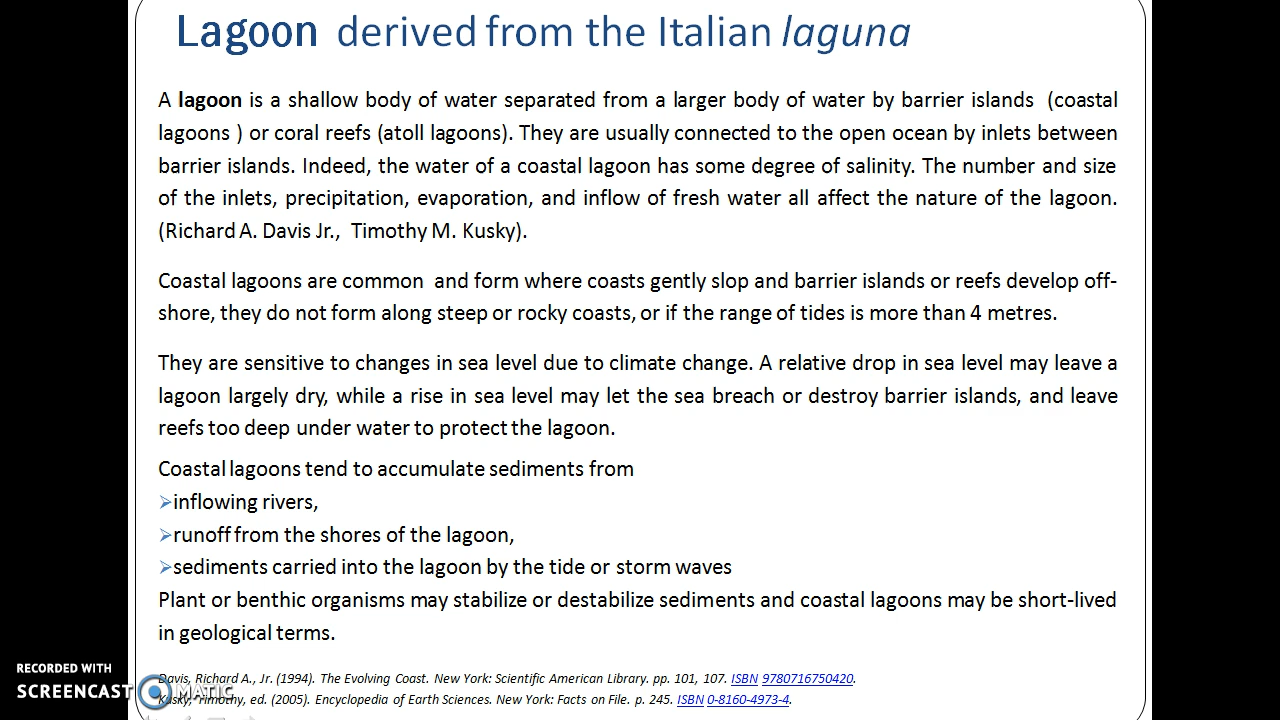 Lagoon derived from the Italian laguna
A lagoon is a shallow body of water separated from a larger body of water by barrier islands (coastal
lagoons ) or coral reefs (atoll lagoons). They are usually connected to the open ocean by inlets between
barrier islands. Indeed, the water of a coastal lagoon has some degree of salinity. The number and size
of the inlets, precipitation, evaporation, and inflow of fresh water all affect the nature of the lagoon.
(Richard A. Davis Jr., Timothy M. Kusky).
Coastal lagoons are common and form where coasts gently slop and barrier islands or reefs develop off-
shore, they do not form along steep or rocky coasts, or if the range of tides is more than 4 metres.
They are sensitive to changes in sea level due to climate change. A relative drop in sea level may leave a
lagoon largely dry, while a rise in sea level may let the sea breach or destroy barrier islands, and leave
reefs too deep under water to protect the lagoon.
Coastal lagoons tend to accumulate sediments from
➢inflowing rivers,
➢runoff from the shores of the lagoon,
➢sediments carried into the lagoon by the tide or storm waves
Plant or benthic organisms may stabilize or destabilize sediments and coastal lagoons may be short-lived
in geological terms.
Davis, Richard A., Jr. (1994). The Evolving Coast. New York: Scientific American Library. pp. 101, 107. ISBN 9780716750420.
Kusky, Timothy, ed. (2005). Encyclopedia of Earth Sciences. New York: Facts on File. p. 245. ISBN 0-8160-4973-4.
RECORDED WITH
SCREENCAST MATIC